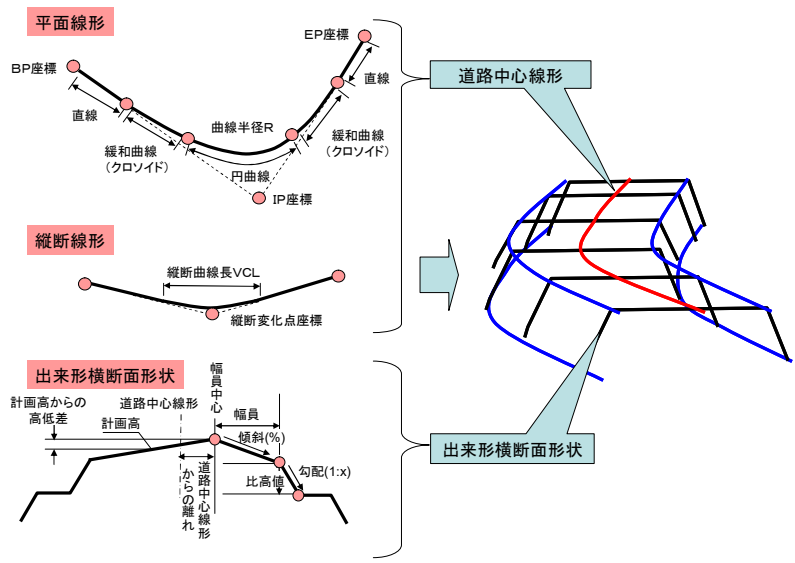 平面線形
EP座標
BP座標
直線
直線
曲線半径R
緩和曲線
(クロソイド)
緩和曲線
(クロソイド)
円曲線
IP座標
道路中心線形
縦断線形
縦断曲線長VCL
縦断変化点座標
出来形横断面形状
計画高からの
高低差
道路中心線形
計画高
幅員中心
幅員
傾斜(%)
勾配(1:x)
比高値
道路中心線形
からの離れ
出来形横断面形状